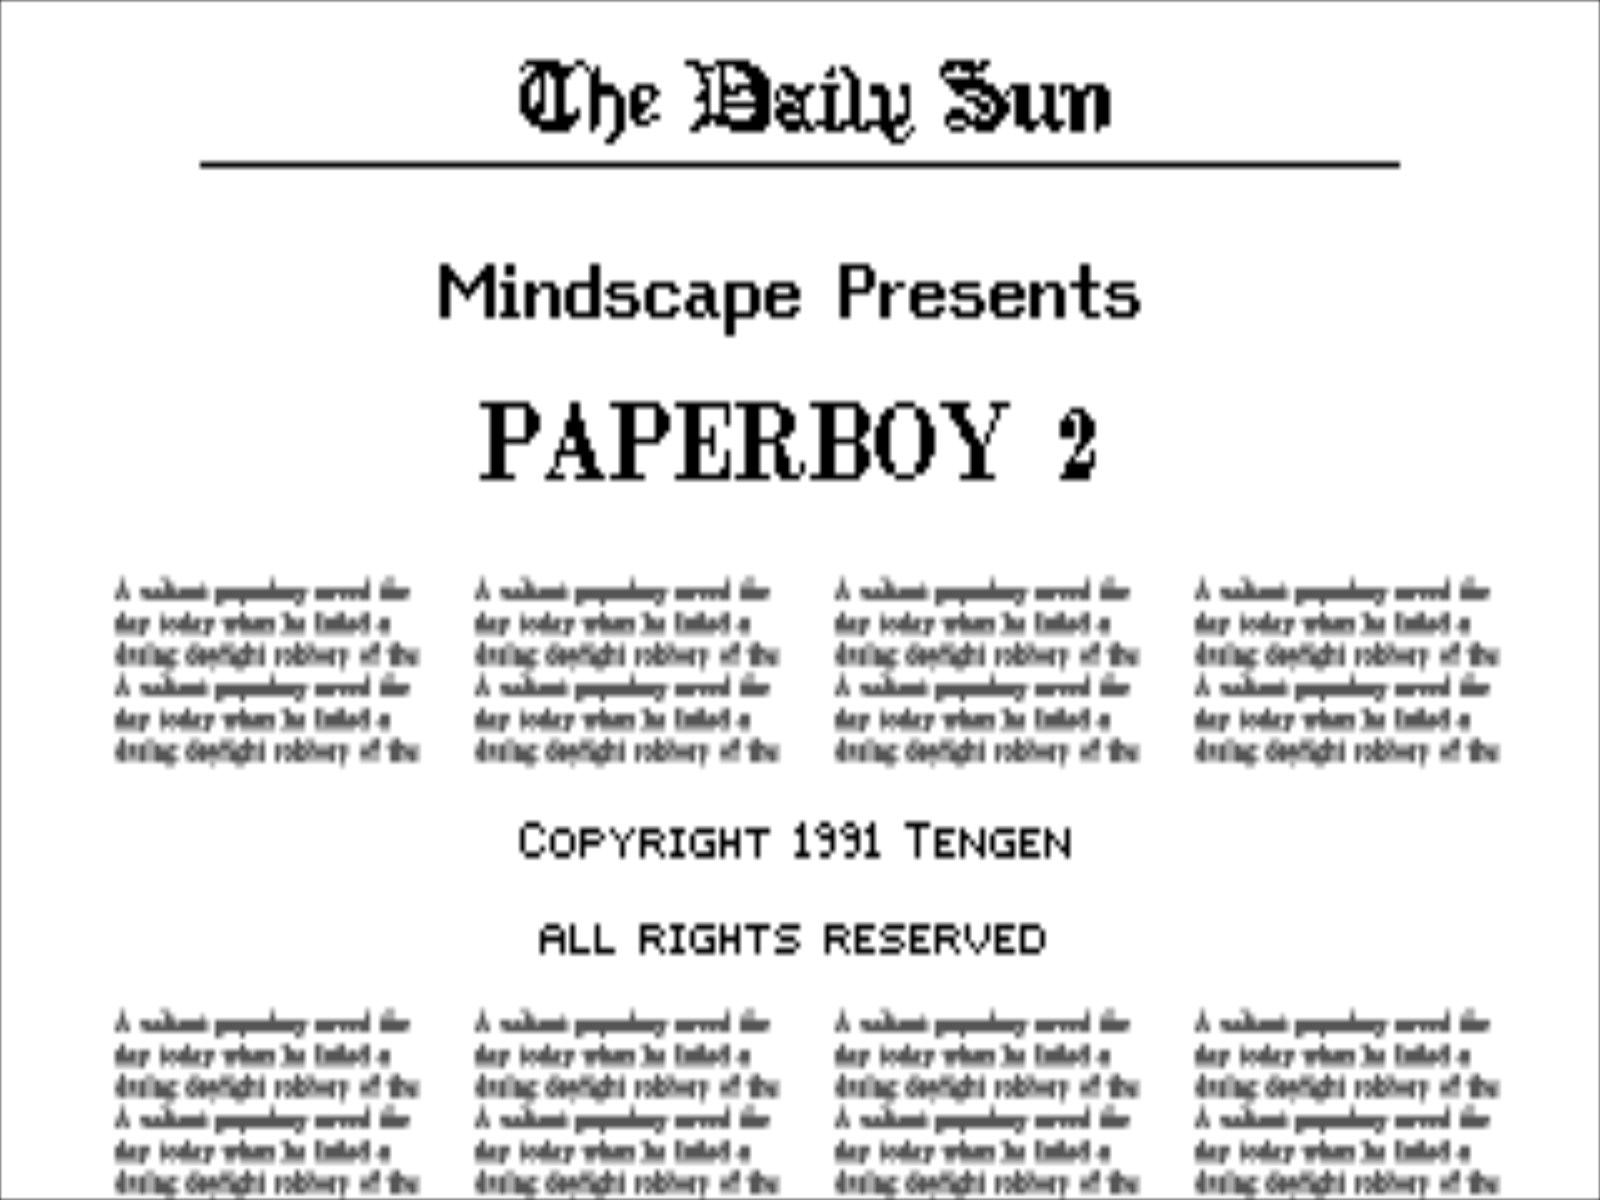 The Daily Sun
Mindscape Presents
PAPERBOY 2
A valiant paperboy saved the
day today when he foiled a
daring daylight robbery of the
A valiant paperboy saved the
day today when he foiled a
daring daylight robbery of the
A valiant paperboy saved the
day today when he foiled a
daring daylight robbery of the
A valiant paperboy saved the
day today when he foiled a
daring daylight robbery of the
A valiant paperboy saved the
day today when he foiled a
daring daylight robbery of the
A valiant paperboy saved the
day today when he foiled a
daring daylight robbery of the
A valiant paperboy saved the
day today when he foiled a
daring daylight robbery of the
A valiant paperboy saved the
day today when he foiled a
daring daylight robbery of the
COPYRIGHT 1991 TENGEN
ALL RIGHTS RESERVED
A valiant paperboy saved the
day today when he foiled a
daring daylight robbery of the
A valiant paperboy saved the
day today when he foiled a
daring daylight robbery of the
A valiant paperboy saved the
day today when he foiled a
daring daylight robbery of the
A valiant paperboy saved the
day today when he foiled a
daring daylight robbery of the
A valiant paperboy saved the
day today when he foiled a
daring daylight robbery of the
A valiant paperboy saved the
day today when he foiled a
daring daylight robbery of the
A valiant paperboy saved the
day today when he foiled a
daring daylight robbery of the
A valiant paperboy saved the
day today when he foiled a
daring daylight robbery of the